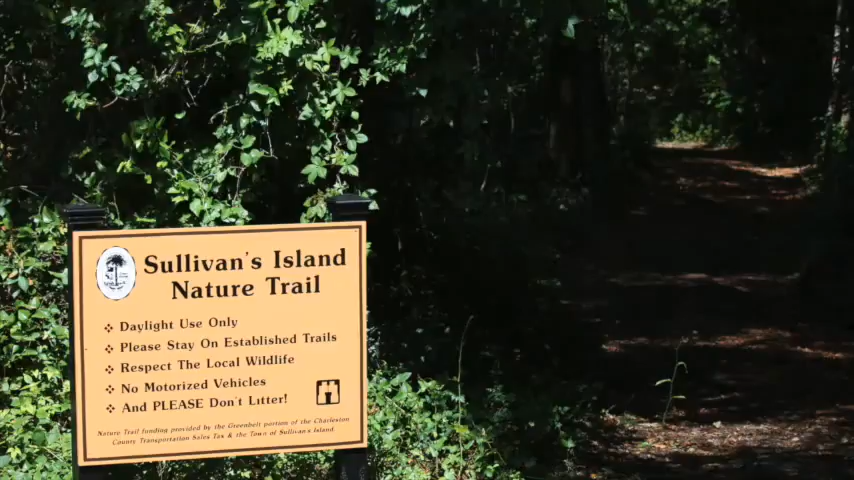 Sullivan's Island
Nature Trail
❖ Daylight Use Only
❖ Please Stay On Established Trails
❖ Respect The Local Wildlife
❖ No Motorized Vehicles
❖ And PLEASE Don't Litter!
Nature Trail funding provided by the Greenbelt portion of the Charleston
County Transportation Sales Tax & the Town of Sullivan's Island